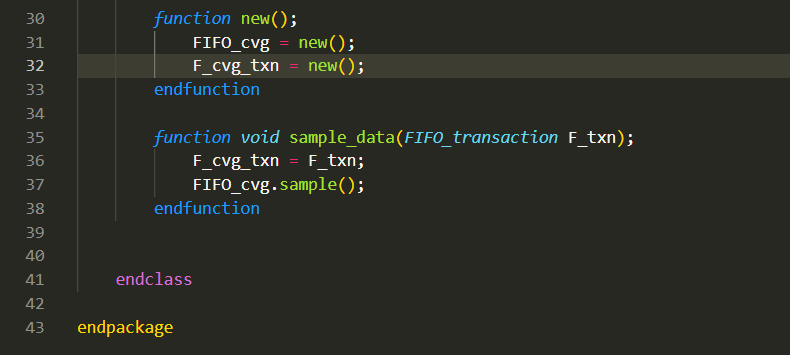 30 function new();
31 FIFO_cvg = new();
32 F_cvg_txn = new();
33 endfunction
34
35 function void sample_data(FIFO_transaction F_txn);
36 F_cvg_txn = F_txn;
37 FIFO_cvg.sample();
38 endfunction
39
40
41 endclass
42
43 endpackage